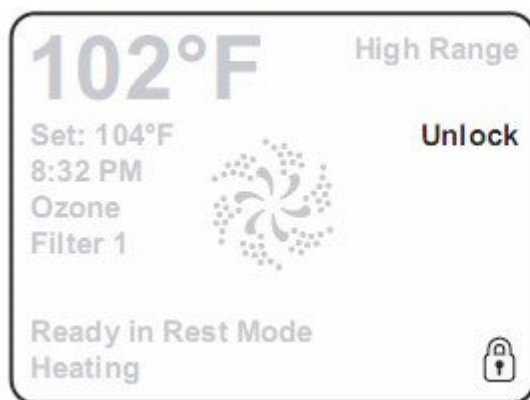 102°F
High Range
Set: 104°F
Unlock
8:32 PM
Ozone
Filter 1
Ready in Rest Mode
Heating